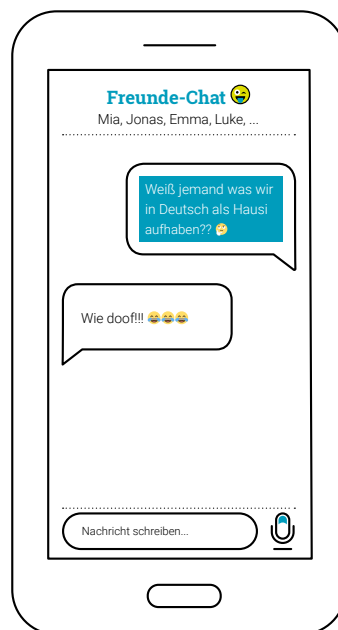 Freunde-Chat 😜
Mia, Jonas, Emma, Luke, ...
Weiß jemand was wir
in Deutsch als Hausi
aufhaben?? 🤔
Wie doof!!! 😂😂😂
Nachricht schreiben...